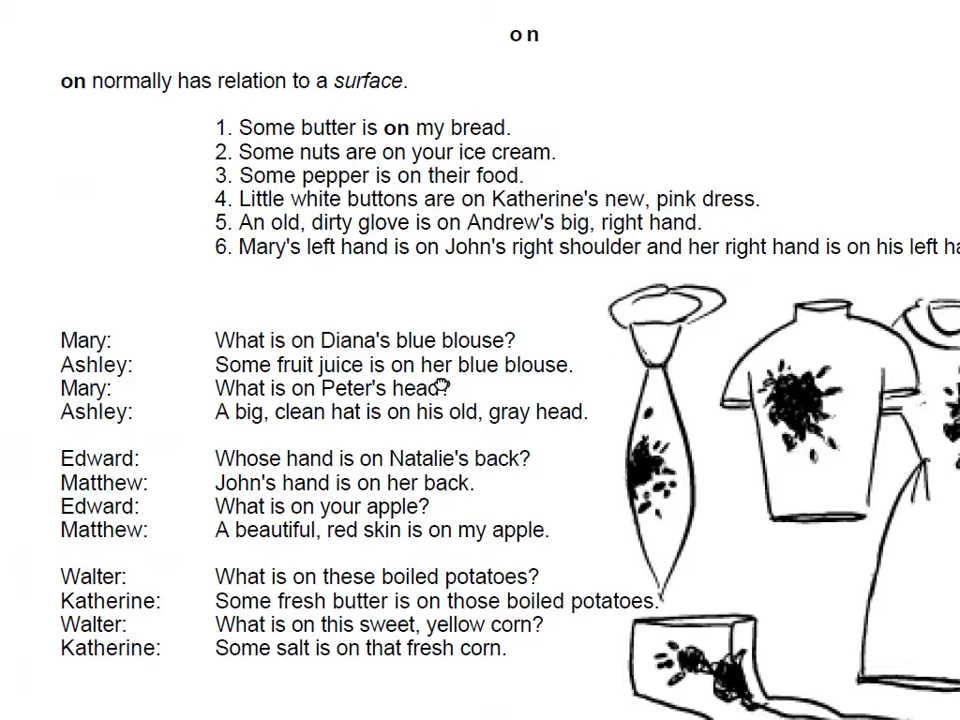 on
on normally has relation to a surface.
1. Some butter is on my bread.
2. Some nuts are on your ice cream.
3. Some pepper is on their food.
4. Little white buttons are on Katherine's new, pink dress.
5. An old, dirty glove is on Andrew's big, right hand.
6. Mary's left hand is on John's right shoulder and her right hand is on his left
Mary: What is on Diana's blue blouse?
Ashley: Some fruit juice is on her blue blouse.
Mary: What is on Peter's head?
Ashley: A big, clean hat is on his old, gray head.
Edward: Whose hand is on Natalie's back?
Matthew: John's hand is on her back.
Edward: What is on your apple?
Matthew: A beautiful, red skin is on my apple.
Walter: What is on these boiled potatoes?
Katherine: Some fresh butter is on those boiled potatoes.
Walter: What is on this sweet, yellow corn?
Katherine: Some salt is on that fresh corn.